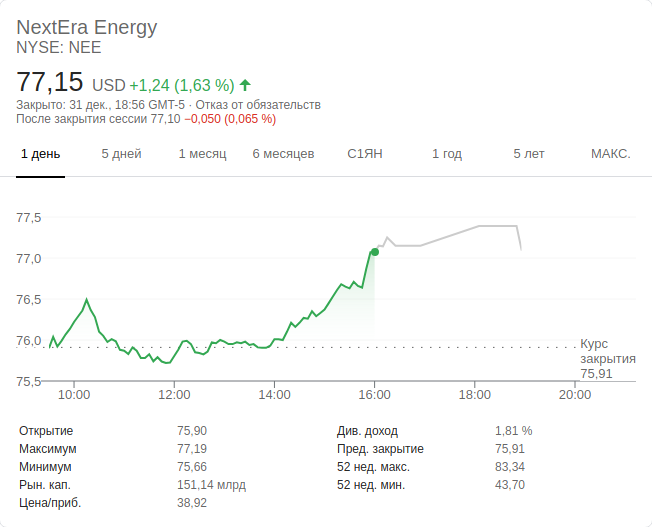 NextEra Energy
NYSE: NEE
77,15 USD +1,24 (1,63 %)
Закрыто: 31 дек., 18:56 GMT-5 · Отказ от обязательств
После закрытия сессии 77,10 −0,050 (0,065 %)
1 день 5 дней 1 месяц 6 месяцев С1ЯН 1 год 5 лет МАКС.
77,5
77,0
76,5
76,0
75,5
Курс
закрытия
75,91
10:00 12:00 14:00 16:00 18:00 20:00
Открытие 75,90 Див. доход 1,81 %
Максимум 77,19 Пред. закрытие 75,91
Минимум 75,66 52 нед. макс. 83,34
Рын. кап. 151,14 млрд 52 нед. мин. 43,70
Цена/приб. 38,92